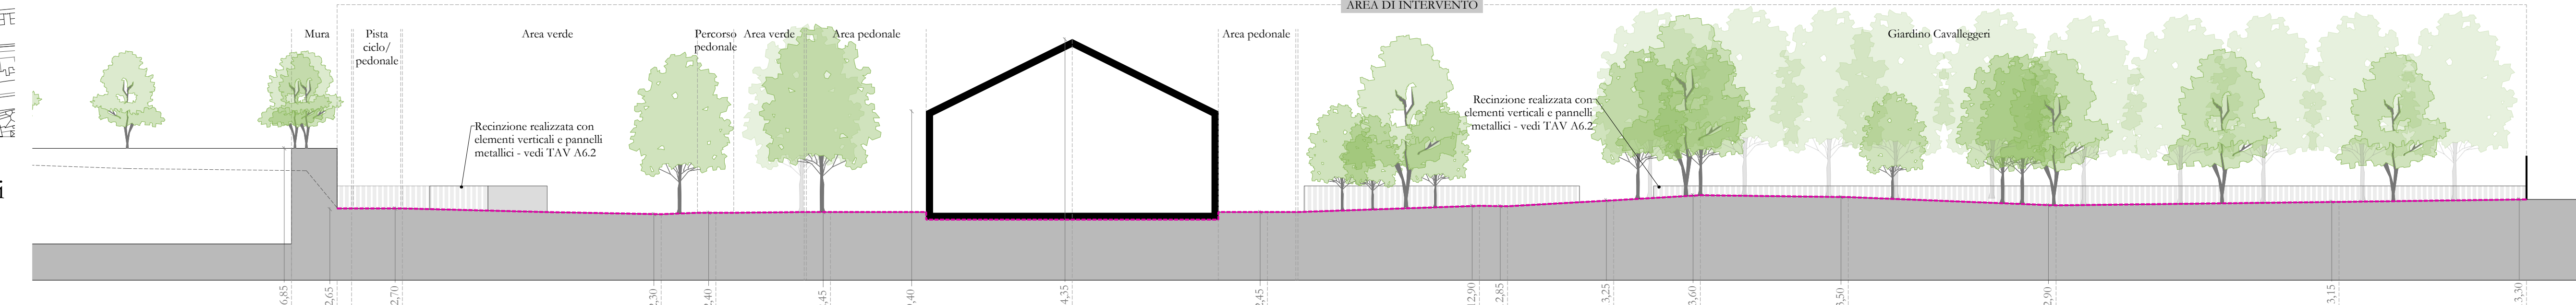 AREA DI INTERVENTO
Mura
Pista
ciclo/
pedonale
Area verde
Percorso
pedonale
Area verde
Area pedonale
Area pedonale
Giardino Cavalleggeri
Recinzione realizzata con
elementi verticali e pannelli
metallici - vedi TAV A6.2
Recinzione realizzata con
elementi verticali e pannelli
metallici - vedi TAV A6.2
i
6,85
2,65
2,70
2,30
2,40
,45
,40
4,35
2,45
12,90
2,85
3,25
3,60
3,50
2,90
3,15
3,30